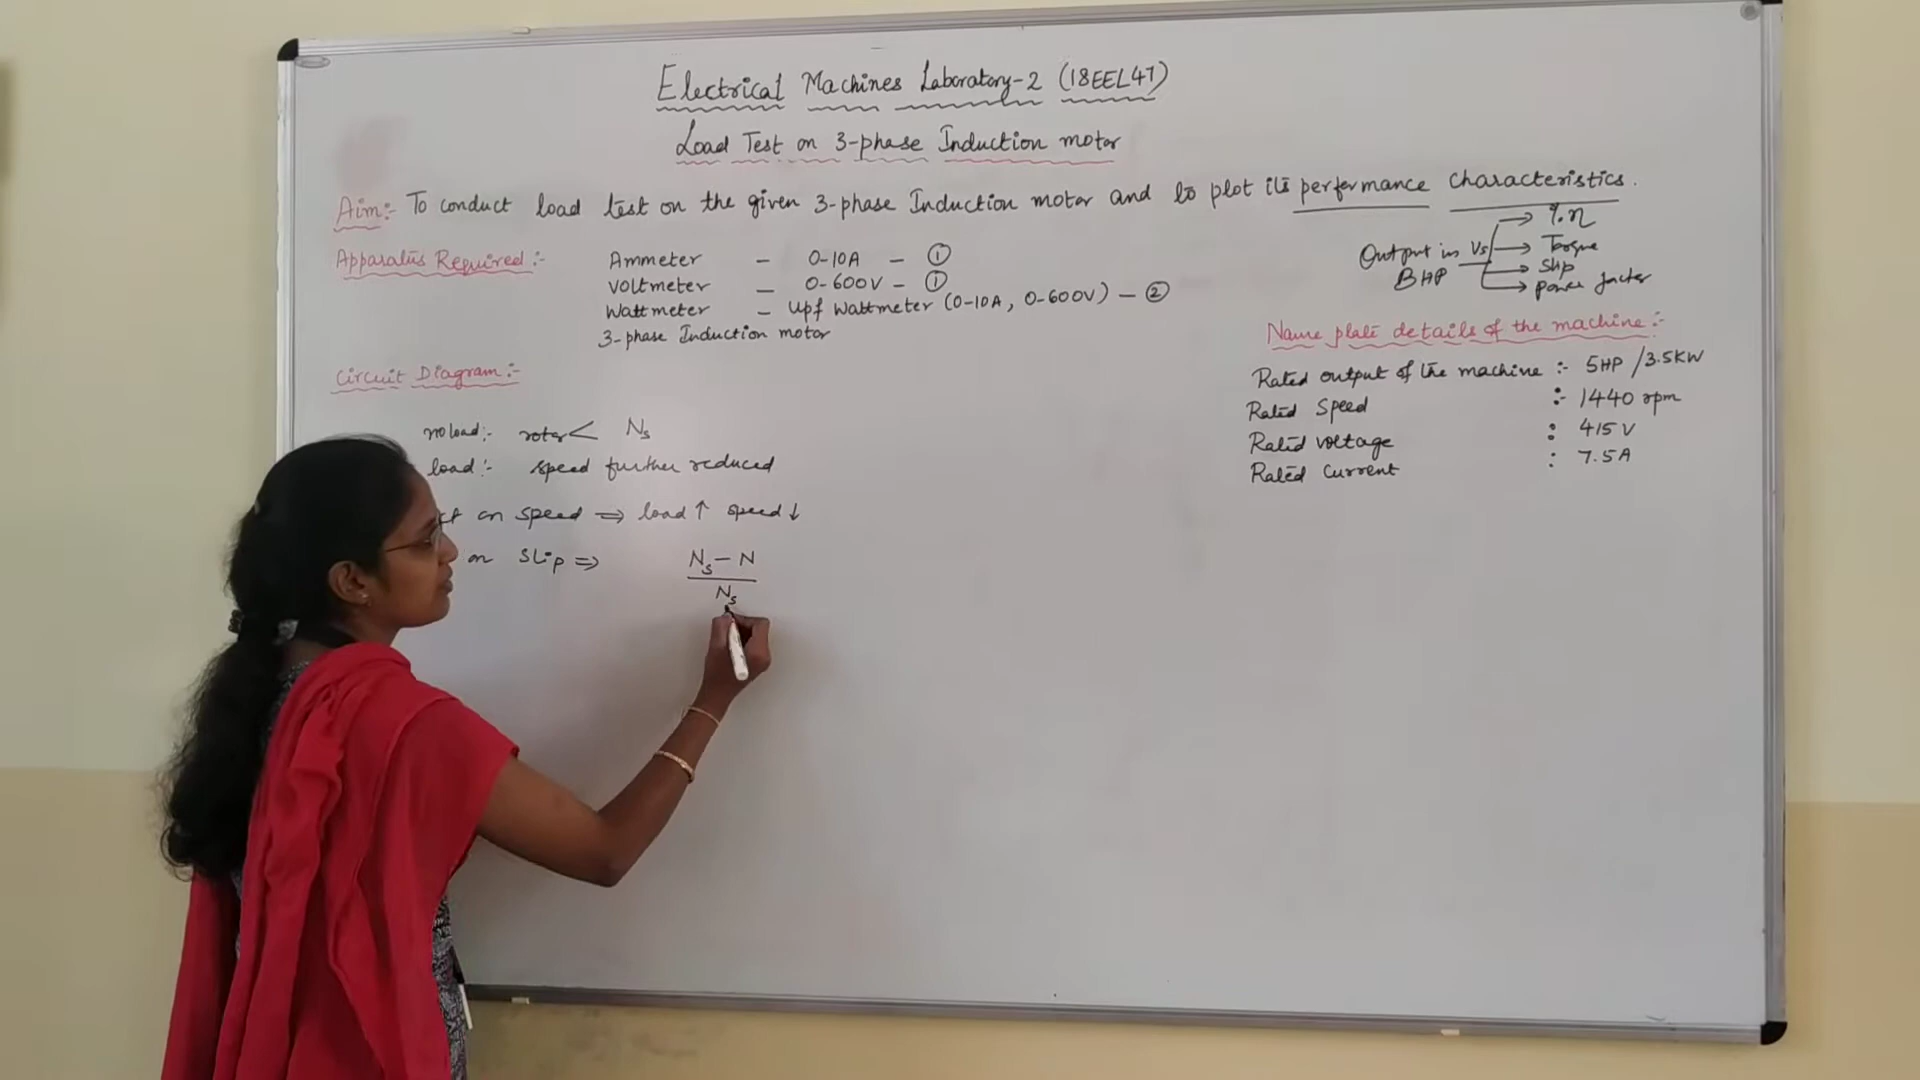 Electrical Machines Laboratory-2 (18EEL47)
Load Test on 3-phase Induction motor
Aim:- To conduct load test on the given 3-phase Induction motor and to plot its performance characteristics.
Output in BHP Vs
%η
Torque
Slip
power factor
Apparatus Required:-
Ammeter - 0-10A - ①
Voltmeter - 0-600V - ①
Wattmeter - upf Wattmeter (0-10A, 0-600V) - ②
3-phase Induction motor
Name plate details of the machine:-
Rated output of the machine :- 5HP/3.5KW
Rated Speed :- 1440 rpm
Rated voltage : 415 V
Rated Current : 7.5A
Circuit Diagram:-
no load:- rotor < Ns
load:- speed further reduced
on speed ⇒ load ↑ speed ↓
on slip ⇒ Ns - N
Ns